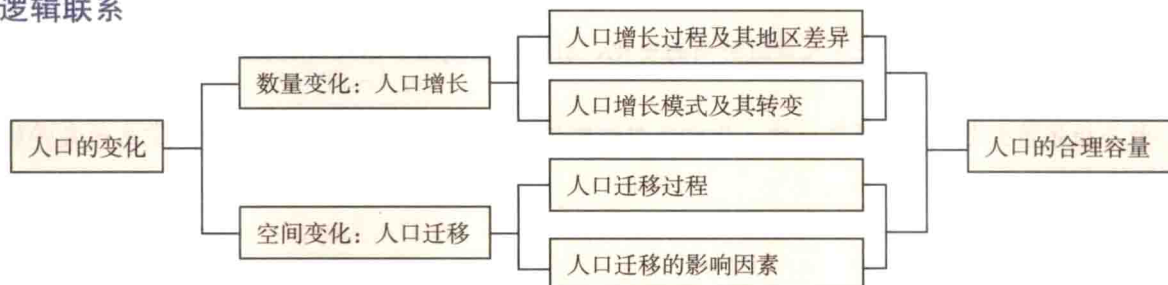 逻辑联系
人口增长过程及其地区差异
数量变化：人口增长
人口增长模式及其转变
人口的变化
人口的合理容量
人口迁移过程
空间变化：人口迁移
人口迁移的影响因素